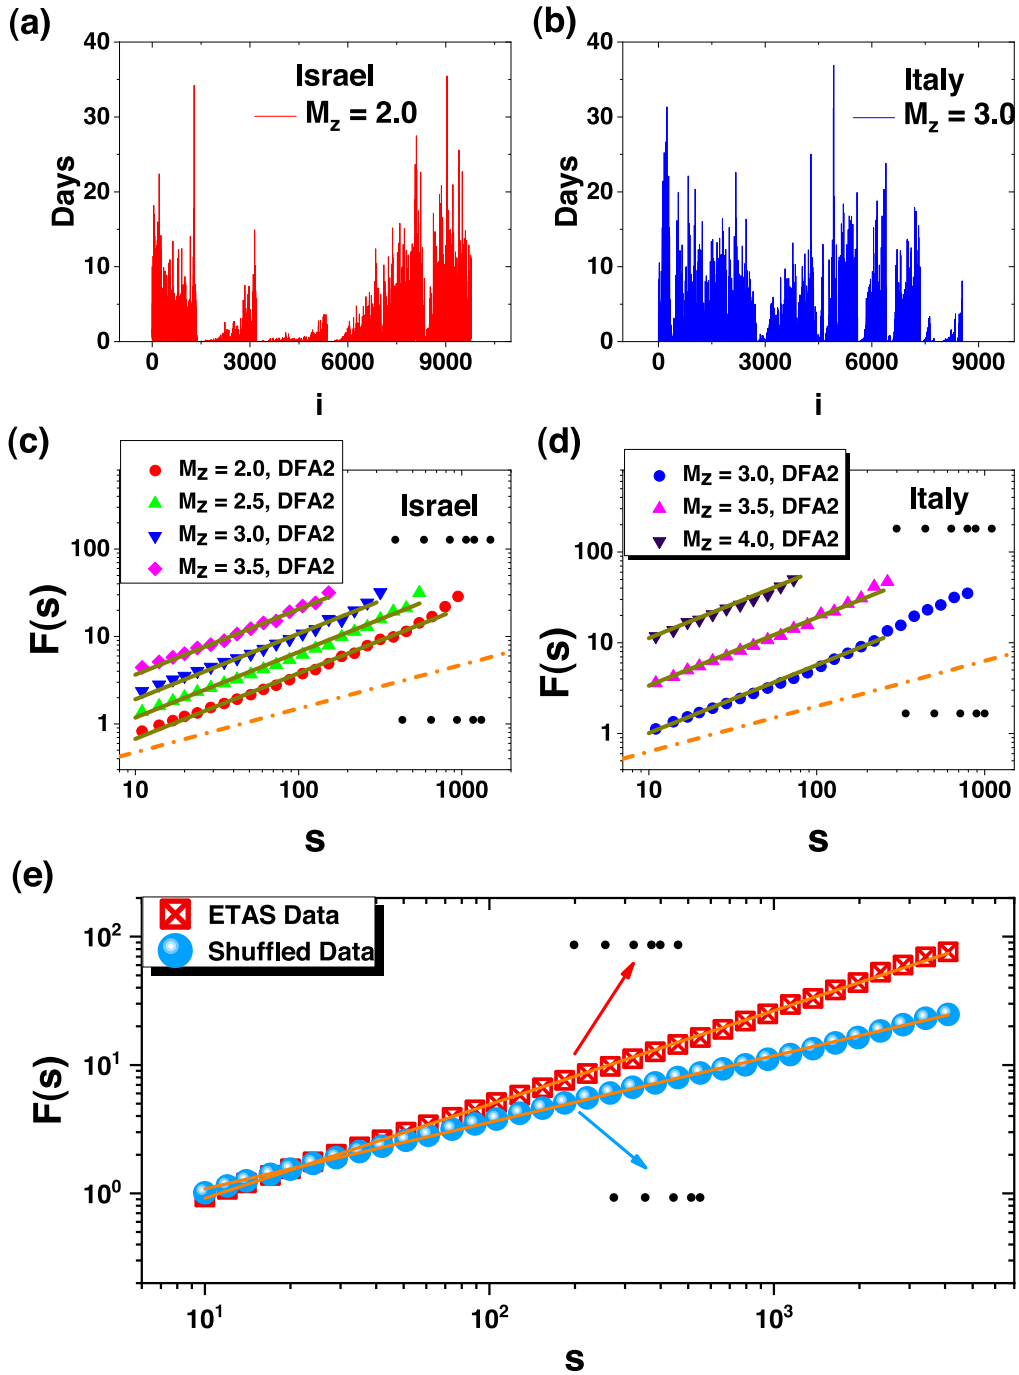 (a)
(b)
40
30
20
10
0
Days
Israel
M_z = 2.0
0 3000 6000 9000
i
40
30
20
10
0
Days
Italy
M_z = 3.0
0 3000 6000 9000
i
(c)
(d)
M_z = 2.0, DFA2
M_z = 2.5, DFA2
M_z = 3.0, DFA2
M_z = 3.5, DFA2
Israel
100
10
1
F(s)
10 100 1000
s
M_z = 3.0, DFA2
M_z = 3.5, DFA2
M_z = 4.0, DFA2
Italy
100
10
1
F(s)
10 100 1000
s
(e)
ETAS Data
Shuffled Data
10^2
10^1
10^0
F(s)
10^1 10^2 10^3
s